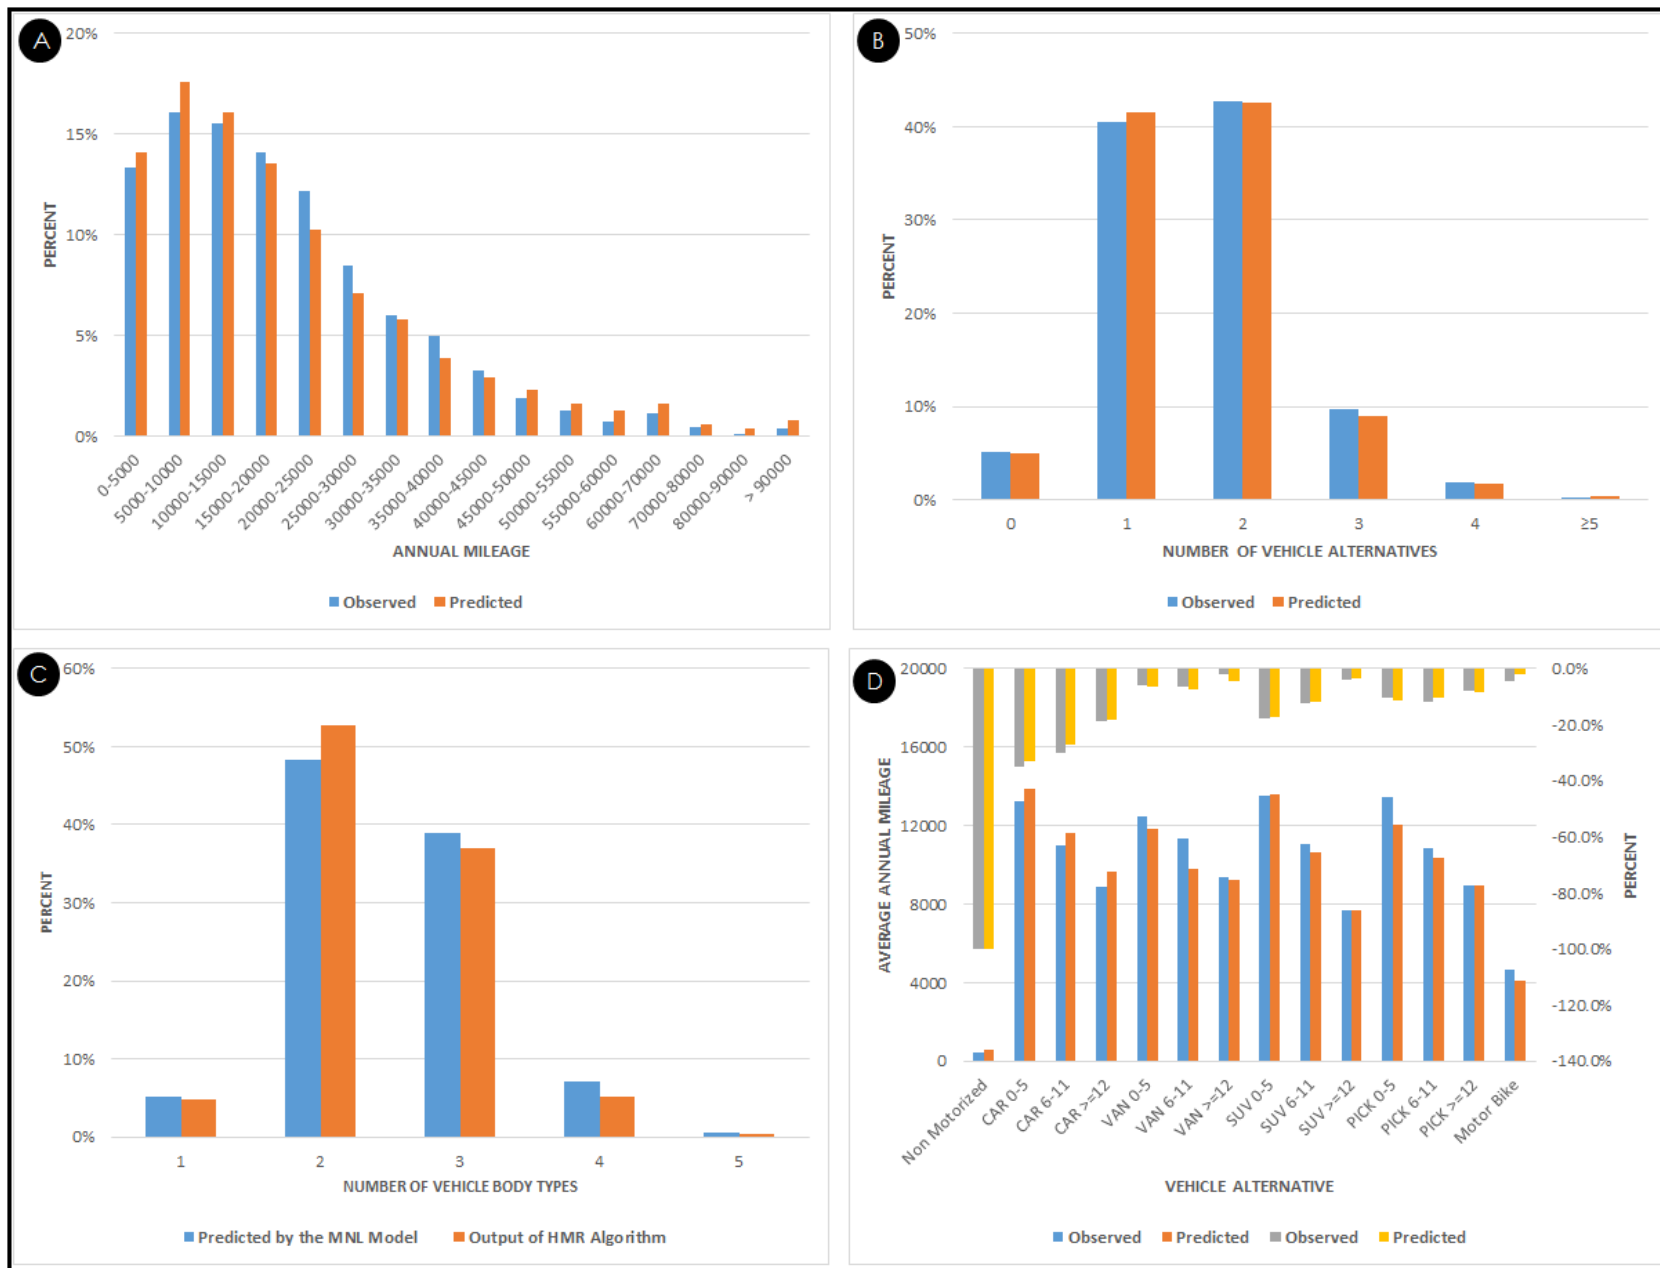 A
20%
15%
10%
5%
0%
PERCENT
0-5000
5000-10000
10000-15000
15000-20000
20000-25000
25000-30000
30000-35000
35000-40000
40000-45000
45000-50000
50000-55000
55000-60000
60000-70000
70000-80000
80000-90000
> 90000
ANNUAL MILEAGE
Observed Predicted
B
50%
40%
30%
20%
10%
0%
PERCENT
0 1 2 3 4 ≥5
NUMBER OF VEHICLE ALTERNATIVES
Observed Predicted
C
60%
50%
40%
30%
20%
10%
0%
PERCENT
1 2 3 4 5
NUMBER OF VEHICLE BODY TYPES
Predicted by the MNL Model Output of HMR Algorithm
D
20000
16000
12000
8000
4000
0
AVERAGE ANNUAL MILEAGE
0.0%
-20.0%
-40.0%
-60.0%
-80.0%
-100.0%
-120.0%
-140.0%
PERCENT
Non Motorized
CAR 0-5
CAR 6-11
CAR >=12
VAN 0-5
VAN 6-11
VAN >=12
SUV 0-5
SUV 6-11
SUV >=12
PICK 0-5
PICK 6-11
PICK >=12
Motor Bike
VEHICLE ALTERNATIVE
Observed Predicted Observed Predicted